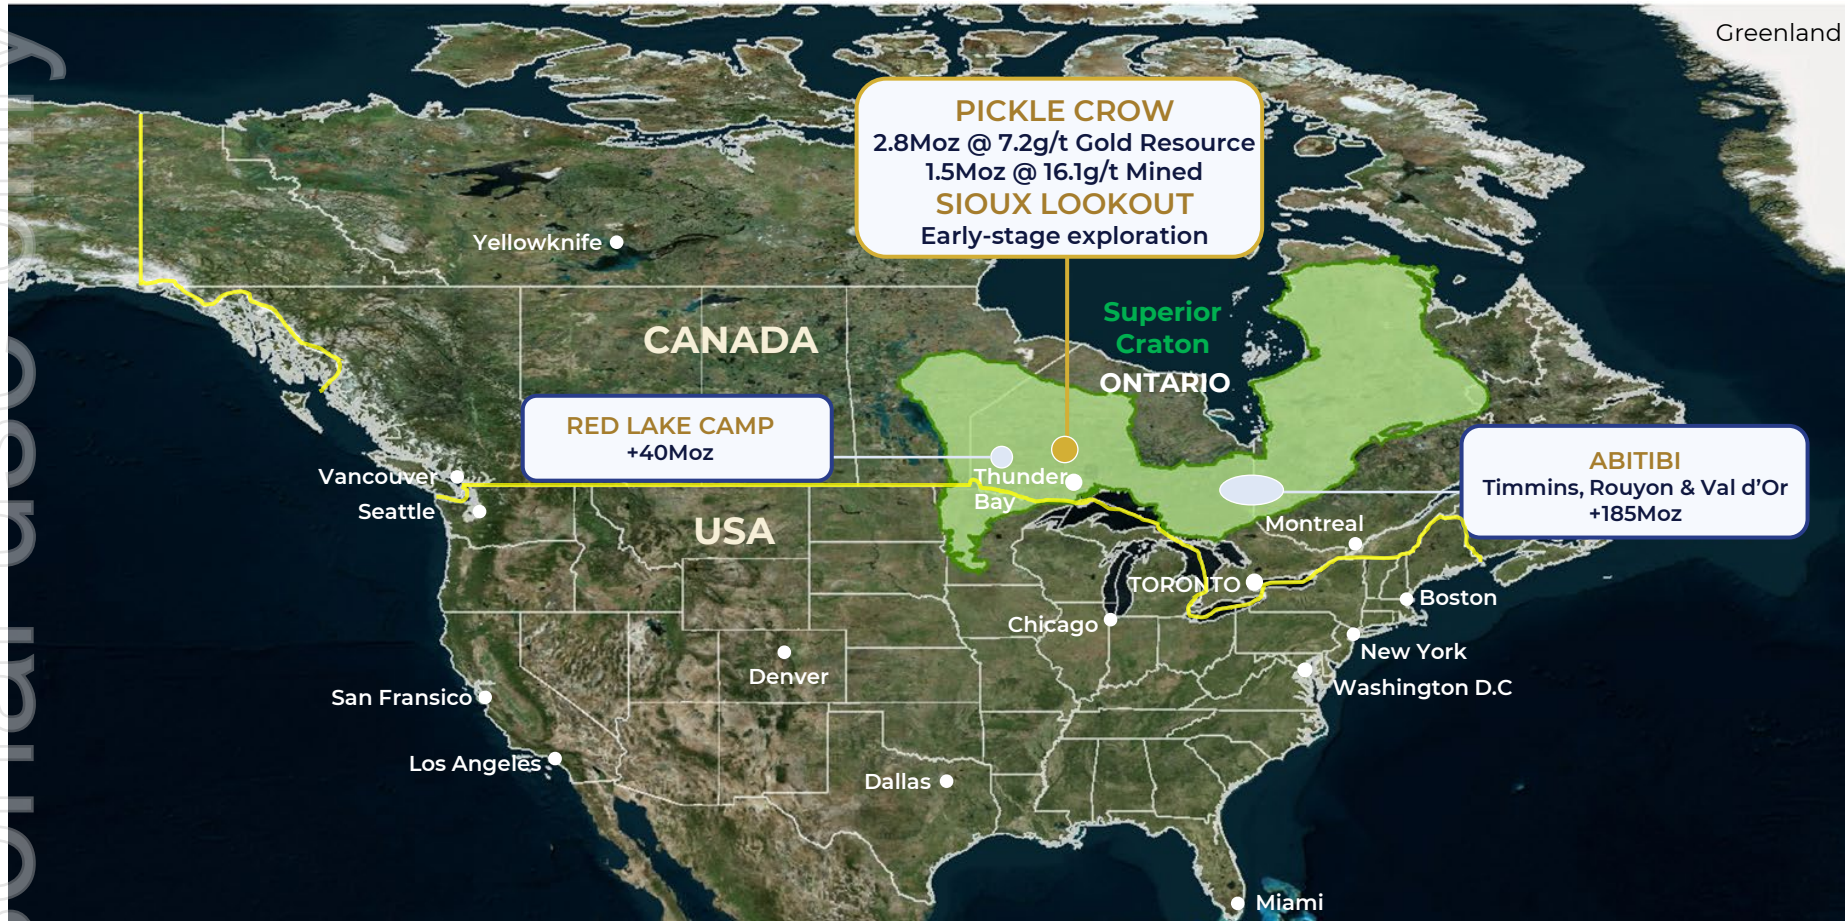 Greenland
PICKLE CROW
2.8Moz @ 7.2g/t Gold Resource
1.5Moz @ 16.1g/t Mined
SIOUX LOOKOUT
Early-stage exploration
Yellowknife
Superior
Craton
CANADA
ONTARIO
RED LAKE CAMP
+40Moz
ABITIBI
Timmins, Rouyon & Val d’Or
+185Moz
Vancouver
Seattle
Thunder
Bay
USA
Montreal
TORONTO
Boston
Chicago
New York
Denver
Washington D.C
San Fransico
Los Angeles
Dallas
Miami